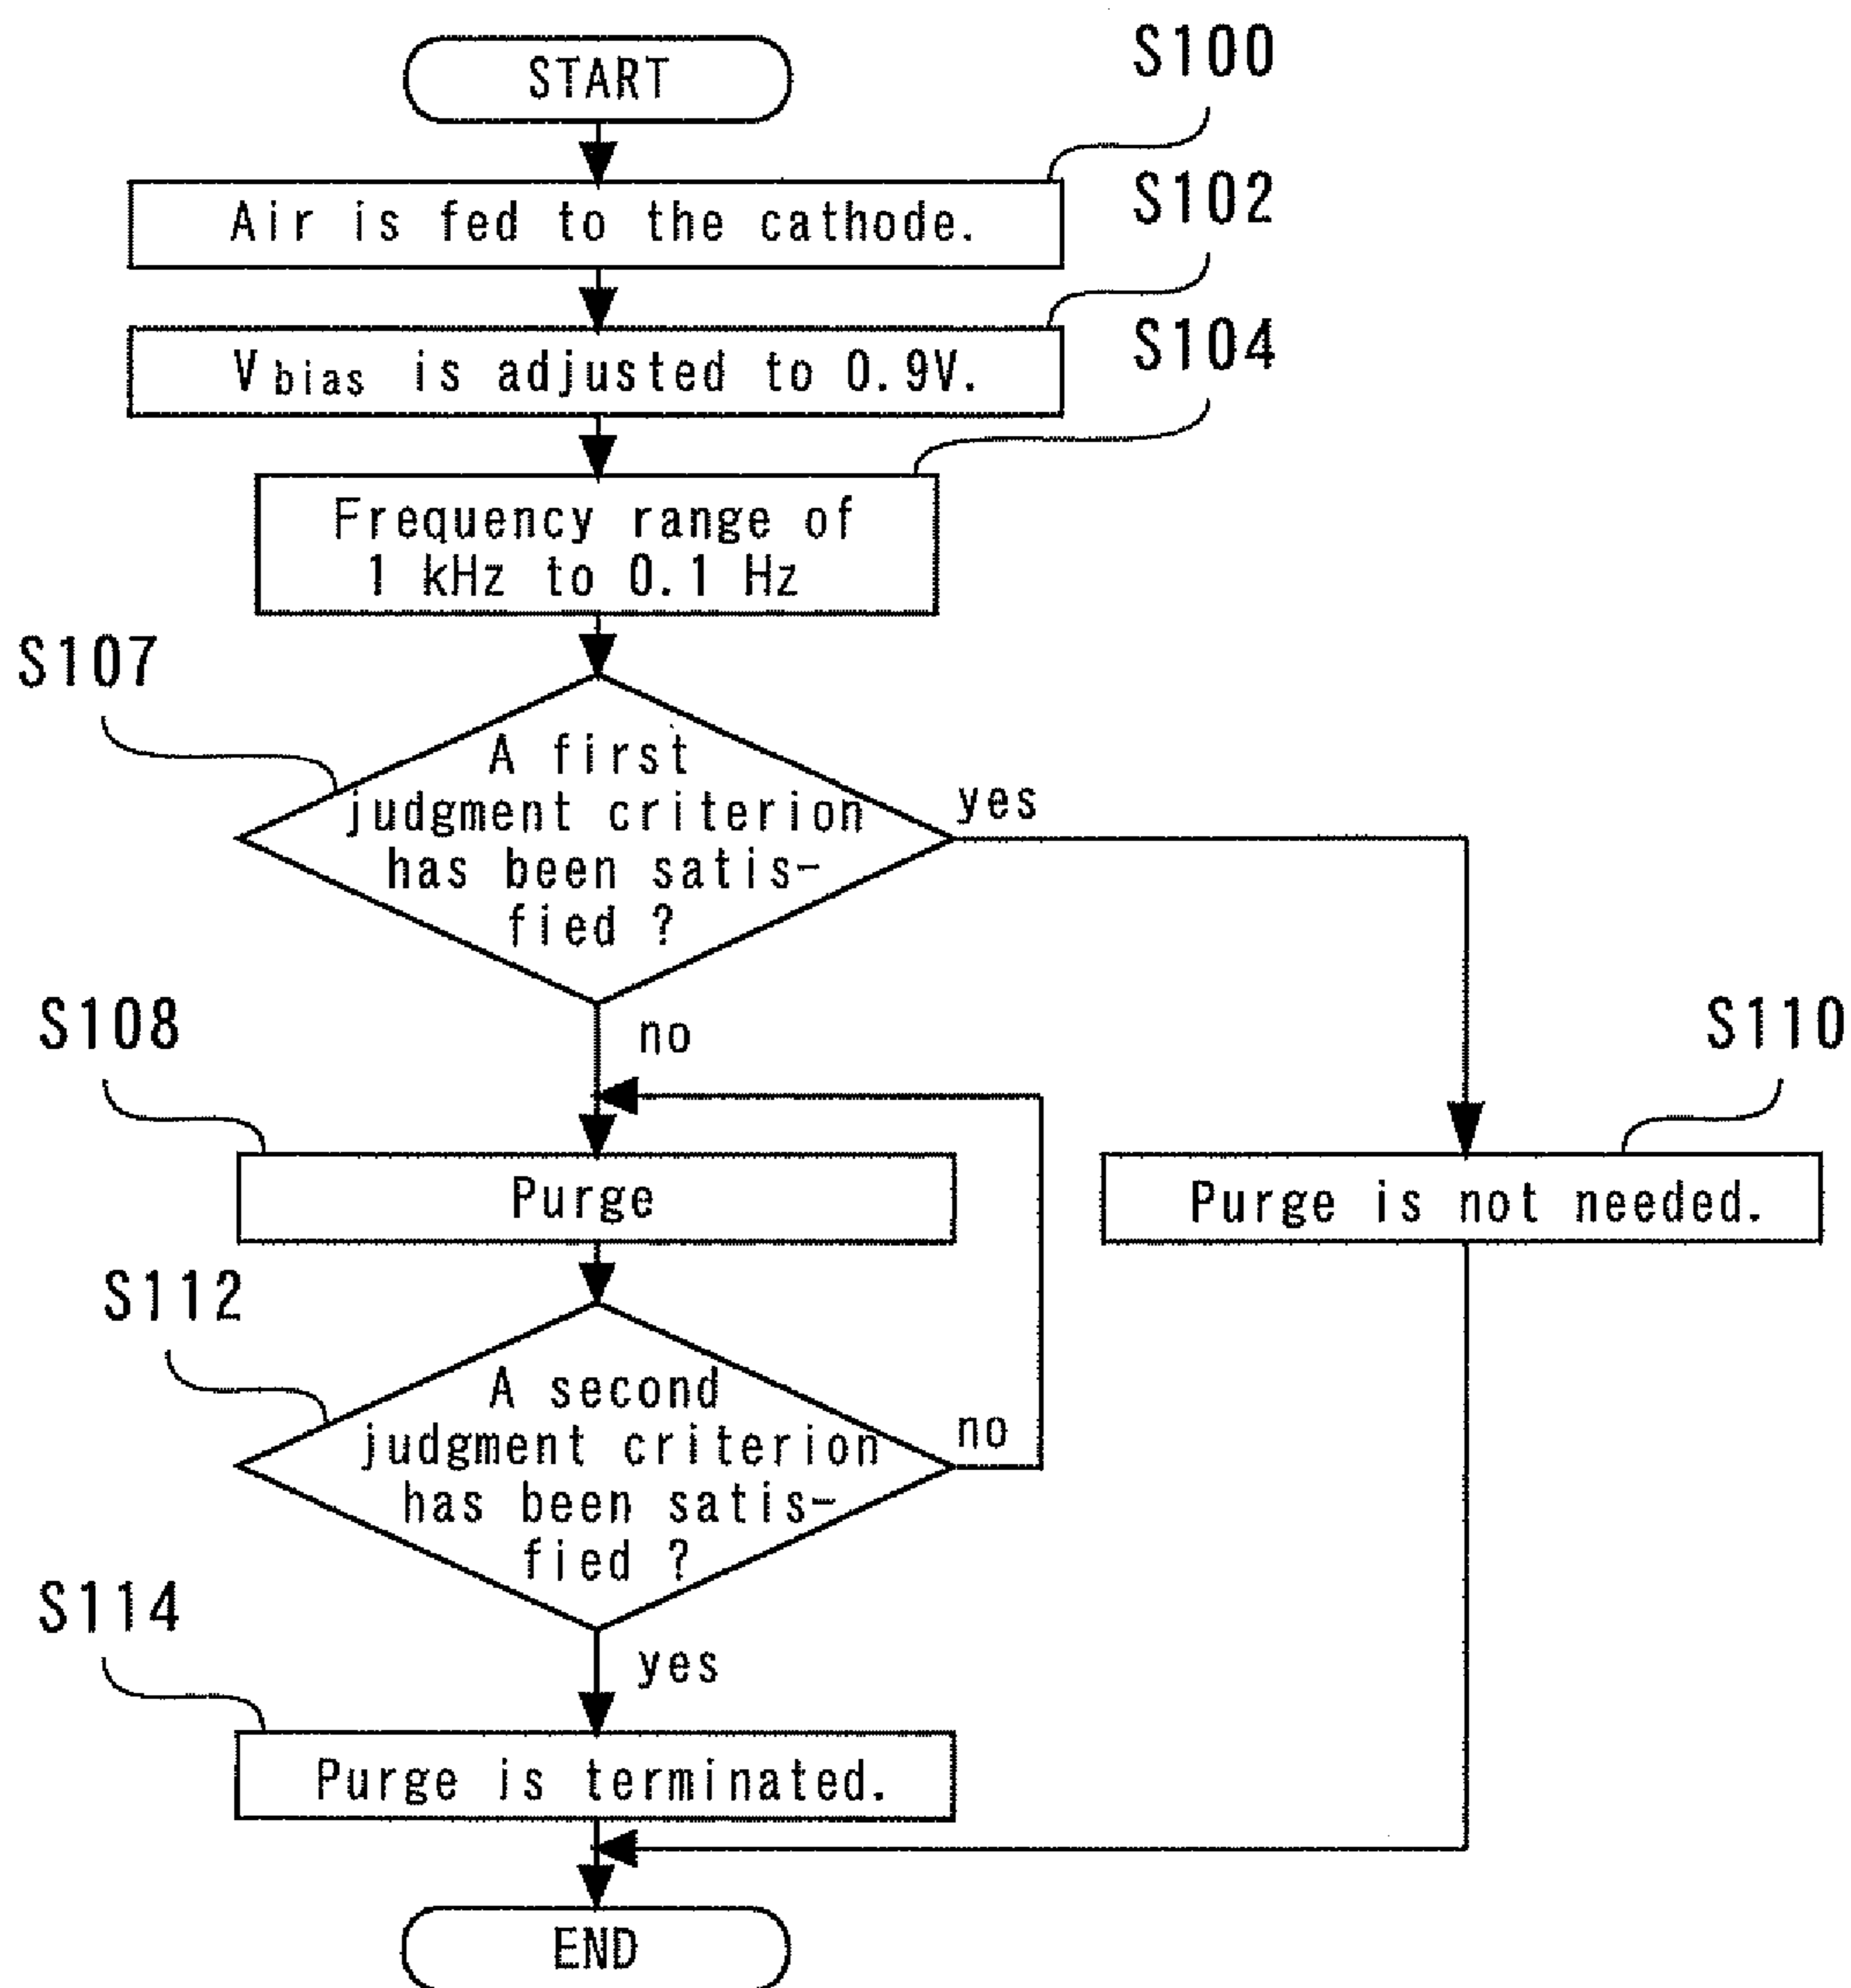 START
S100
Air is fed to the cathode.
S102
Vbias is adjusted to 0.9V.
S104
Frequency range of
1 kHz to 0.1 Hz
S107
A first
judgment criterion
has been satis-
fied ?
yes
no
S108
S110
Purge
Purge is not needed.
S112
A second
judgment criterion
has been satis-
fied ?
no
yes
S114
Purge is terminated.
END